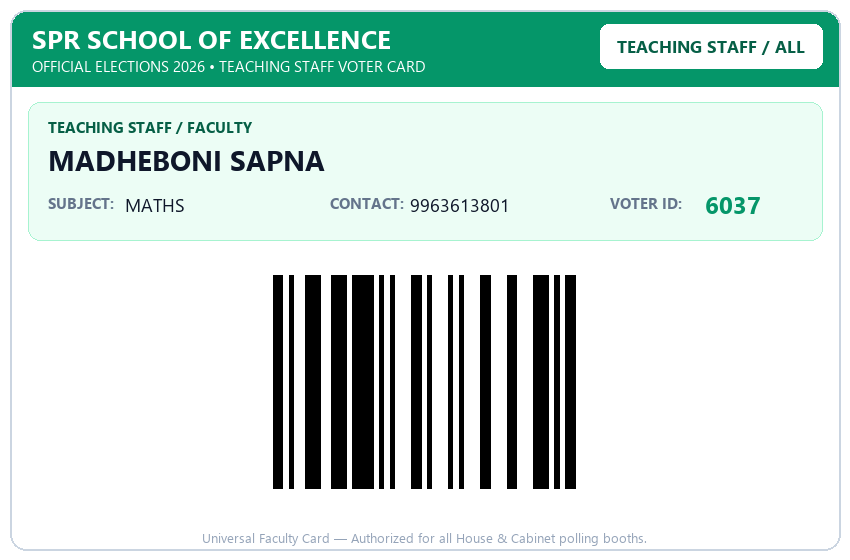 SPR SCHOOL OF EXCELLENCE
OFFICIAL ELECTIONS 2026 • TEACHING STAFF VOTER CARD
TEACHING STAFF / ALL
TEACHING STAFF / FACULTY
MADHEBONI SAPNA
SUBJECT: MATHS CONTACT: 9963613801 VOTER ID: 6037
Universal Faculty Card — Authorized for all House & Cabinet polling booths.